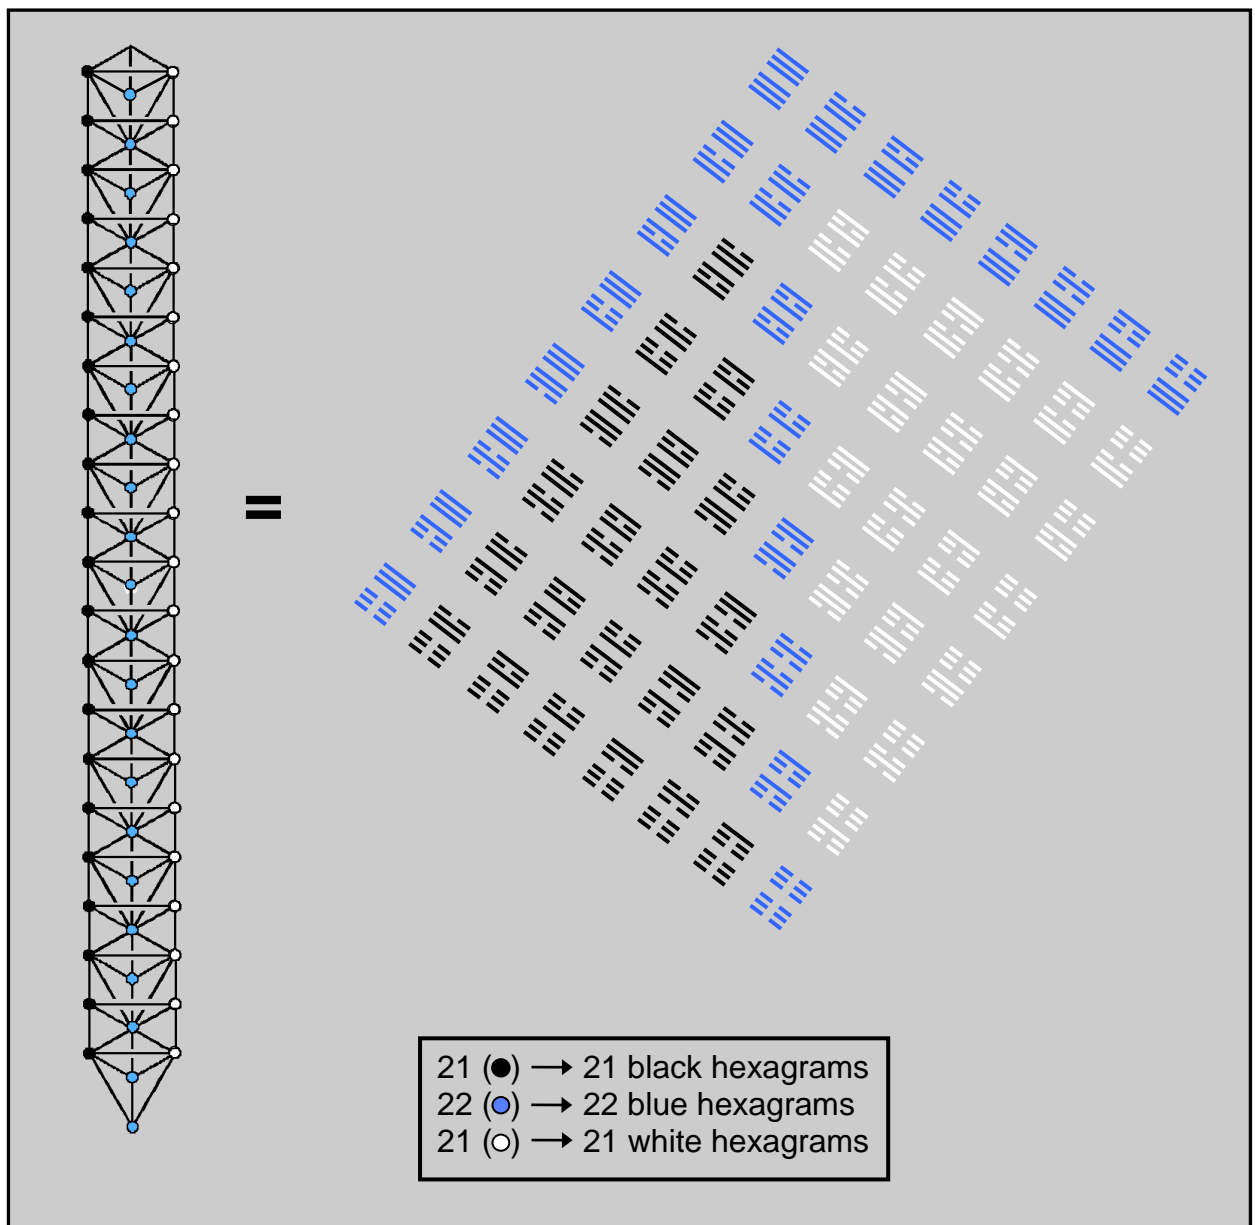 =
21 (●) → 21 black hexagrams
22 (●) → 22 blue hexagrams
21 (○) → 21 white hexagrams